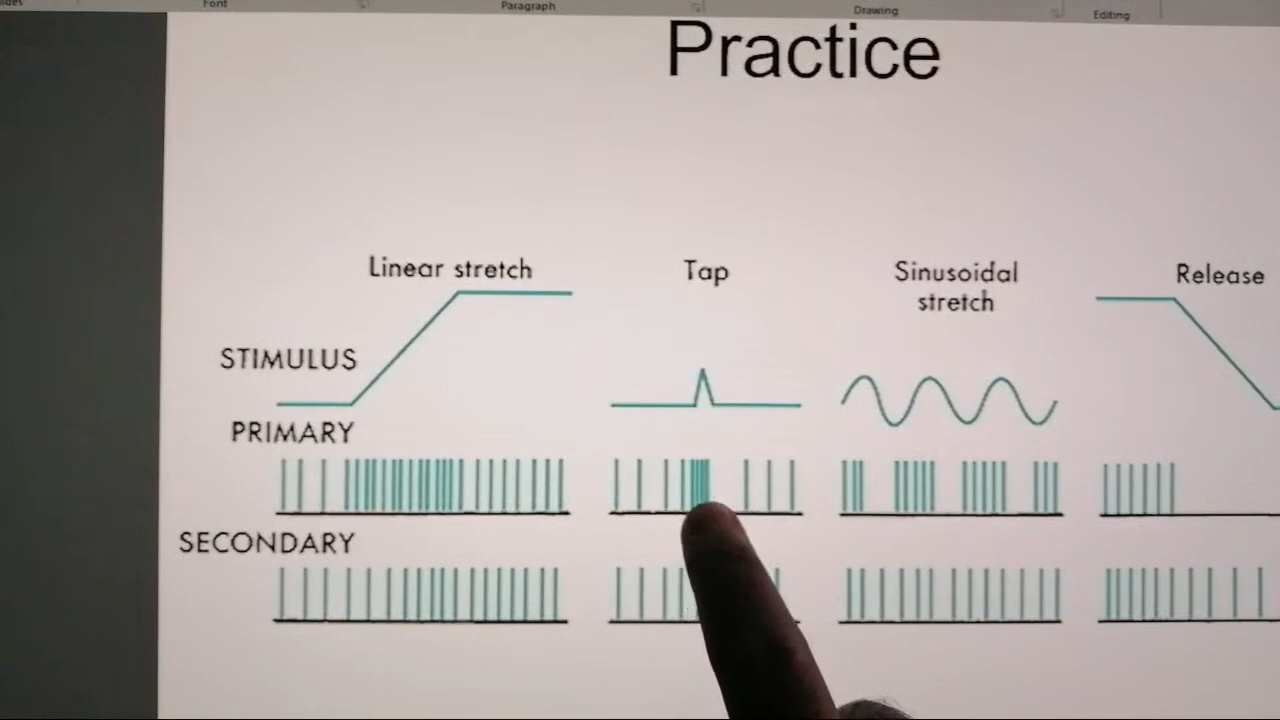 Font
Paragraph
Drawing
Editing
Practice
Linear stretch
Tap
Sinusoidal
stretch
Release
STIMULUS
PRIMARY
SECONDARY